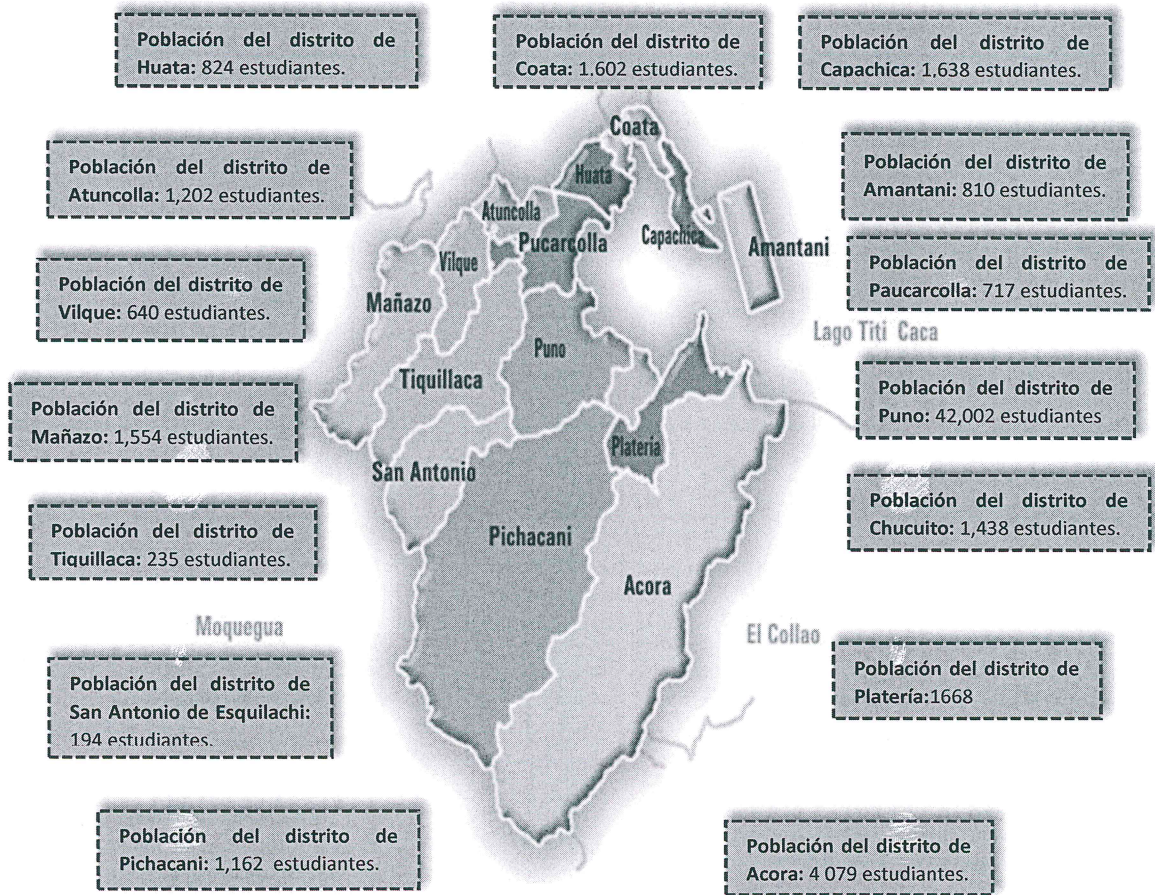 Población del distrito de
Huata: 824 estudiantes.
Población del distrito de
Coata: 1.602 estudiantes.
Población del distrito de
Capachica: 1,638 estudiantes.
Población del distrito de
Atuncolla: 1,202 estudiantes.
Población del distrito de
Amantani: 810 estudiantes.
Población del distrito de
Vilque: 640 estudiantes.
Población del distrito de
Paucarcolla: 717 estudiantes.
Población del distrito de
Mañazo: 1,554 estudiantes.
Población del distrito de
Puno: 42,002 estudiantes
Población del distrito de
Tiquillaca: 235 estudiantes.
Población del distrito de
Chucuito: 1,438 estudiantes.
Población del distrito de
San Antonio de Esquilachi:
194 estudiantes.
Población del distrito de
Platería:1668
Población del distrito de
Pichacani: 1,162 estudiantes.
Población del distrito de
Acora: 4 079 estudiantes.
Coata
Huata
Atuncolla
Pucarcolla
Capachica
Amantani
Vilque
Mañazo
Lago Titi Caca
Puno
Tiquillaca
Platería
San Antonio
Pichacani
Acora
Moquegua
El Collao